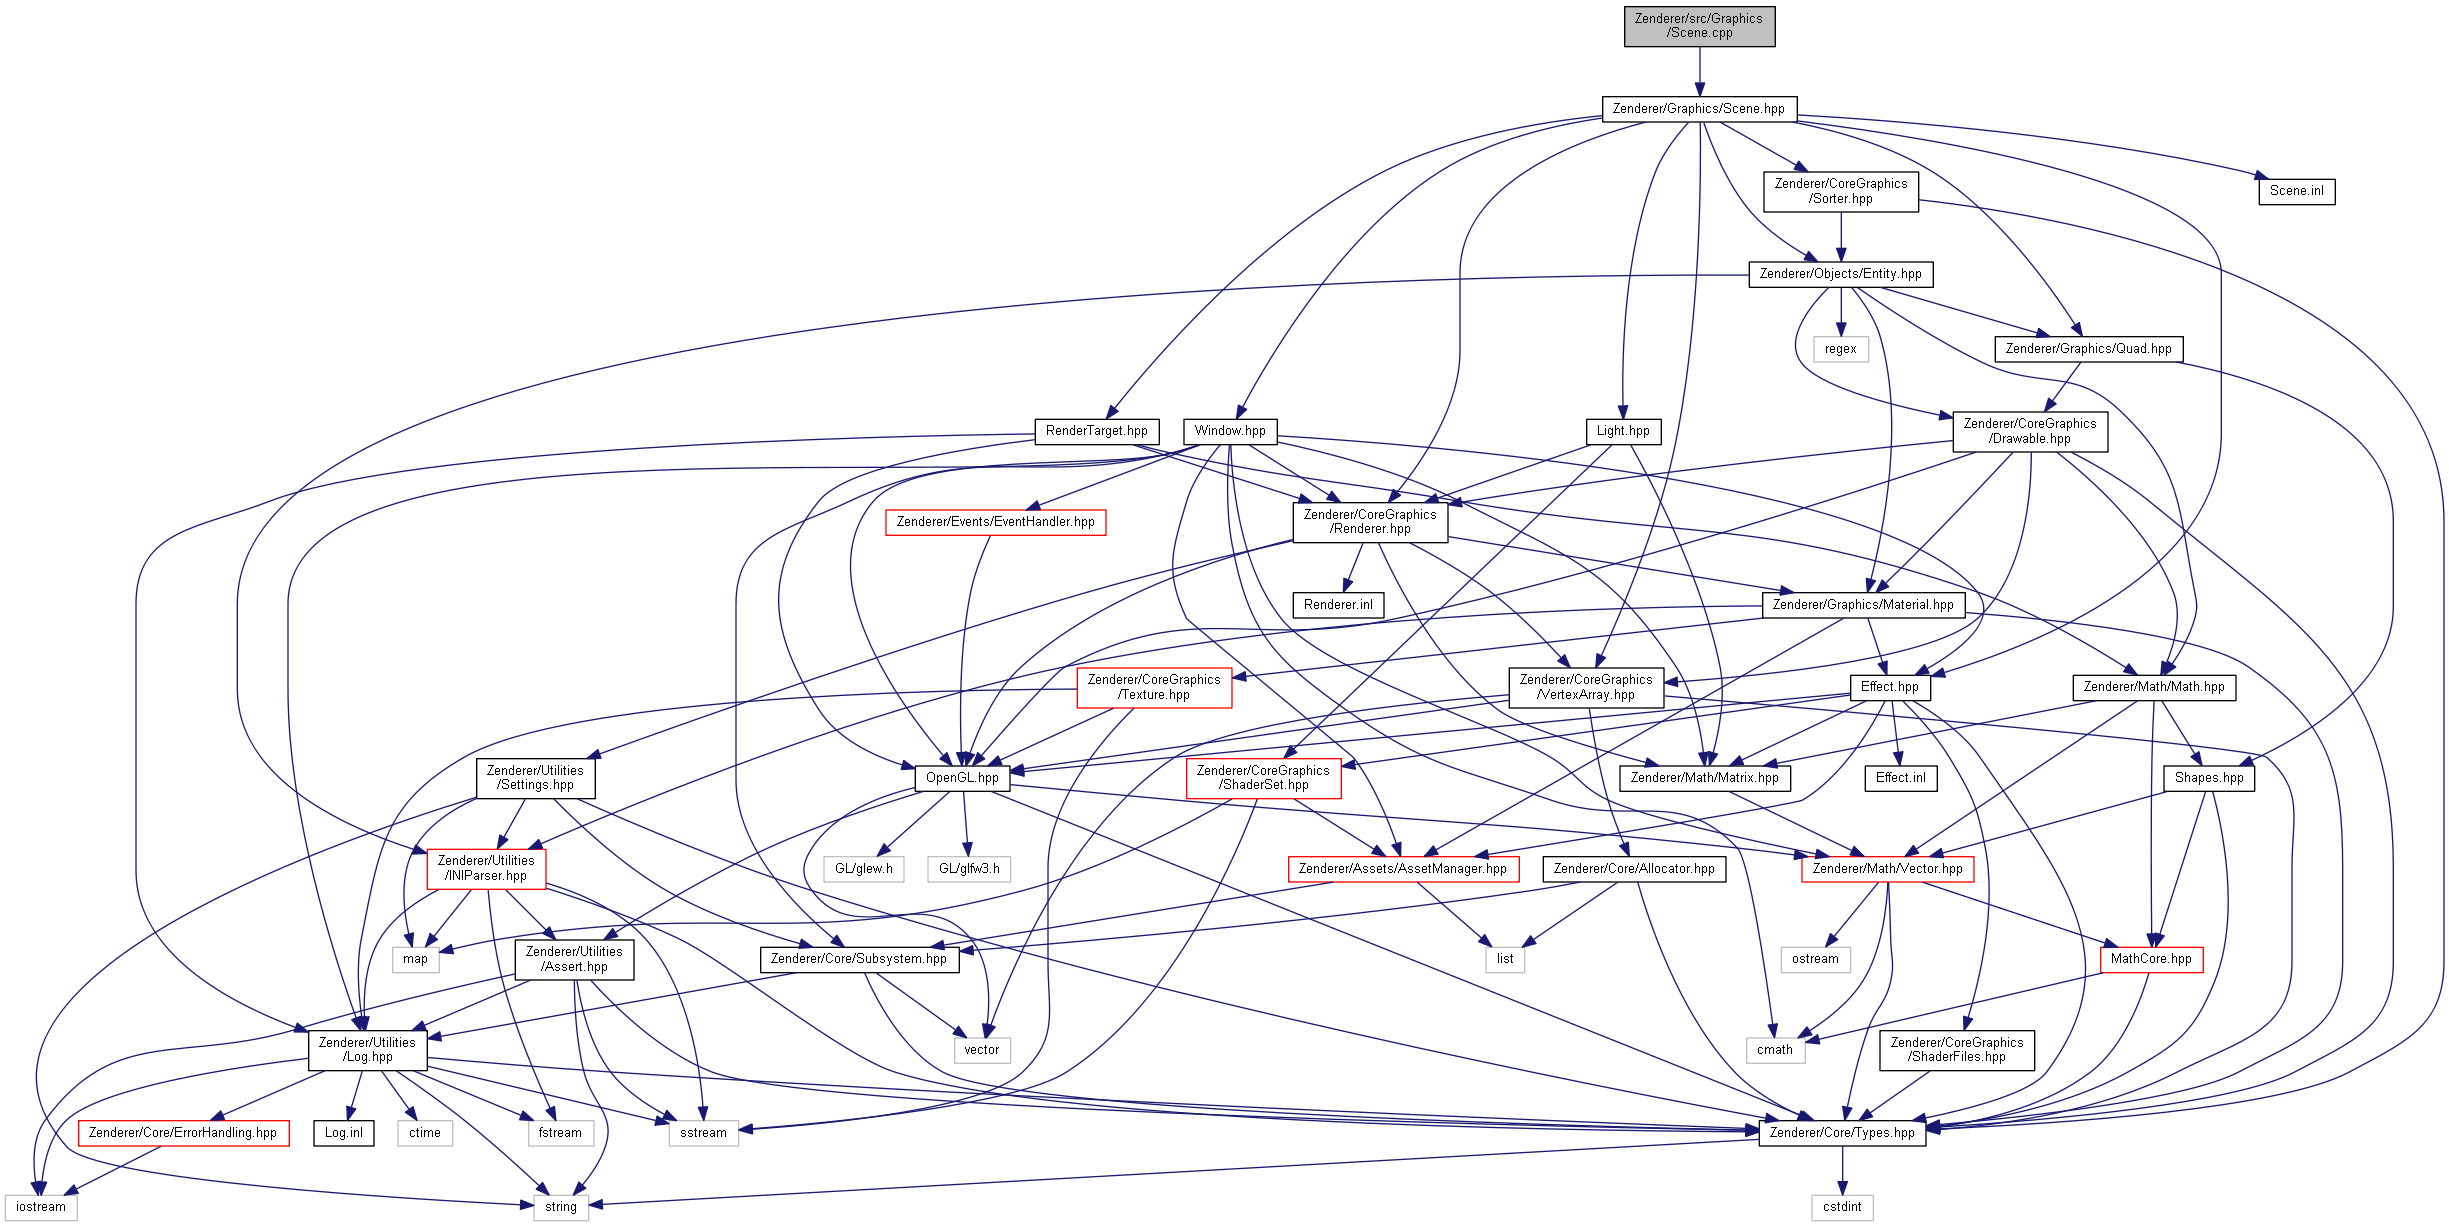 Zenderer/src/Graphics
/Scene.cpp
Zenderer/Graphics/Scene.hpp
Zenderer/CoreGraphics
/Sorter.hpp
Scene.inl
Zenderer/Objects/Entity.hpp
regex
Zenderer/Graphics/Quad.hpp
RenderTarget.hpp
Window.hpp
Light.hpp
Zenderer/CoreGraphics
/Drawable.hpp
Zenderer/Events/EventHandler.hpp
Zenderer/CoreGraphics
/Renderer.hpp
Renderer.inl
Zenderer/Graphics/Material.hpp
Zenderer/CoreGraphics
/Texture.hpp
Zenderer/CoreGraphics
/VertexArray.hpp
Effect.hpp
Zenderer/Math/Math.hpp
Zenderer/Utilities
/Settings.hpp
OpenGL.hpp
Zenderer/CoreGraphics
/ShaderSet.hpp
Zenderer/Math/Matrix.hpp
Effect.inl
Shapes.hpp
Zenderer/Utilities
/INIParser.hpp
GL/glew.h
GL/glfw3.h
Zenderer/Assets/AssetManager.hpp
Zenderer/Core/Allocator.hpp
Zenderer/Math/Vector.hpp
map
Zenderer/Utilities
/Assert.hpp
Zenderer/Core/Subsystem.hpp
list
ostream
MathCore.hpp
Zenderer/Utilities
/Log.hpp
vector
cmath
Zenderer/CoreGraphics
/ShaderFiles.hpp
Zenderer/Core/ErrorHandling.hpp
Log.inl
ctime
fstream
sstream
Zenderer/Core/Types.hpp
iostream
string
cstdint